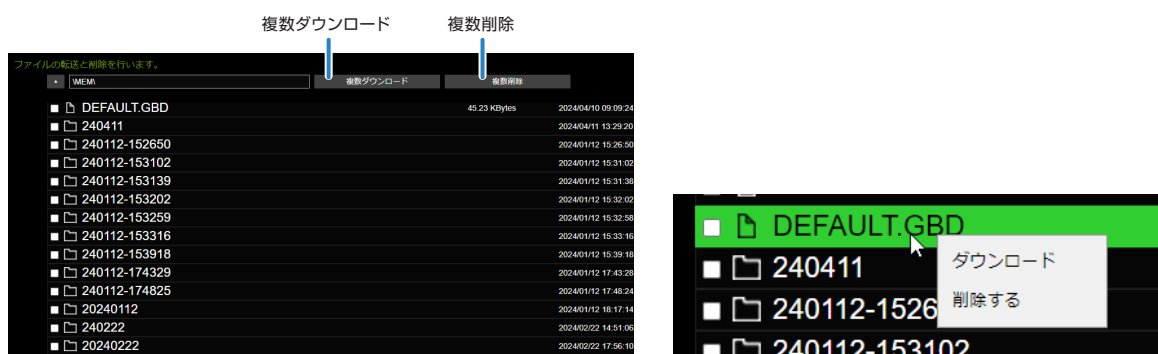 複数ダウンロード 複数削除
ファイルの転送と削除を行います。
\MEM\ 複数ダウンロード 複数削除
DEFAULT.GBD 45.23 KBytes 2024/04/10 09:09:24
240411 2024/04/11 13:29:20
240112-152650 2024/01/12 15:26:50
240112-153102 2024/01/12 15:31:02
240112-153139 2024/01/12 15:31:38
240112-153202 2024/01/12 15:32:02
240112-153259 2024/01/12 15:32:58
240112-153316 2024/01/12 15:33:16
240112-153918 2024/01/12 15:39:18
240112-174329 2024/01/12 17:43:28
240112-174825 2024/01/12 17:48:24
20240112 2024/01/12 18:17:14
240222 2024/02/22 14:51:06
20240222 2024/02/22 17:56:10
DEFAULT.GBD
ダウンロード
240411
削除する
240112-1526
240112-153102